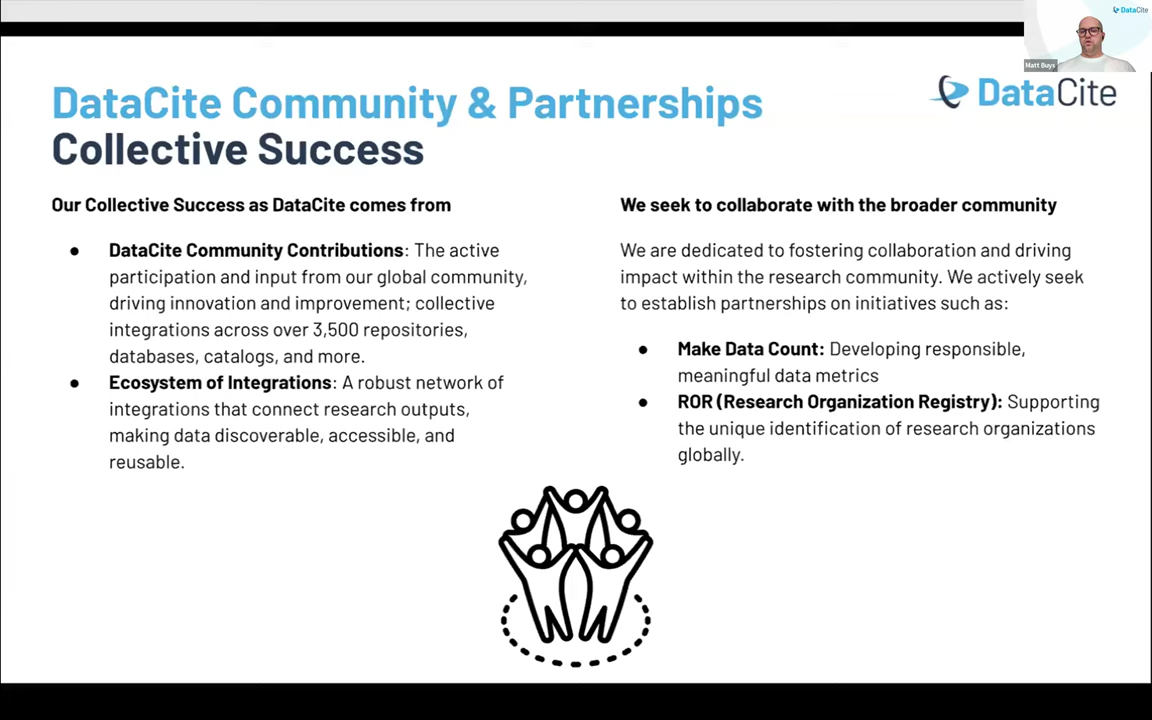 DataCite
Matt Buys
DataCite Community & Partnerships
DataCite
Collective Success
Our Collective Success as DataCite comes from
● DataCite Community Contributions: The active
participation and input from our global community,
driving innovation and improvement; collective
integrations across over 3,500 repositories,
databases, catalogs, and more.
● Ecosystem of Integrations: A robust network of
integrations that connect research outputs,
making data discoverable, accessible, and
reusable.
We seek to collaborate with the broader community
We are dedicated to fostering collaboration and driving
impact within the research community. We actively seek
to establish partnerships on initiatives such as:
● Make Data Count: Developing responsible,
meaningful data metrics
● ROR (Research Organization Registry): Supporting
the unique identification of research organizations
globally.